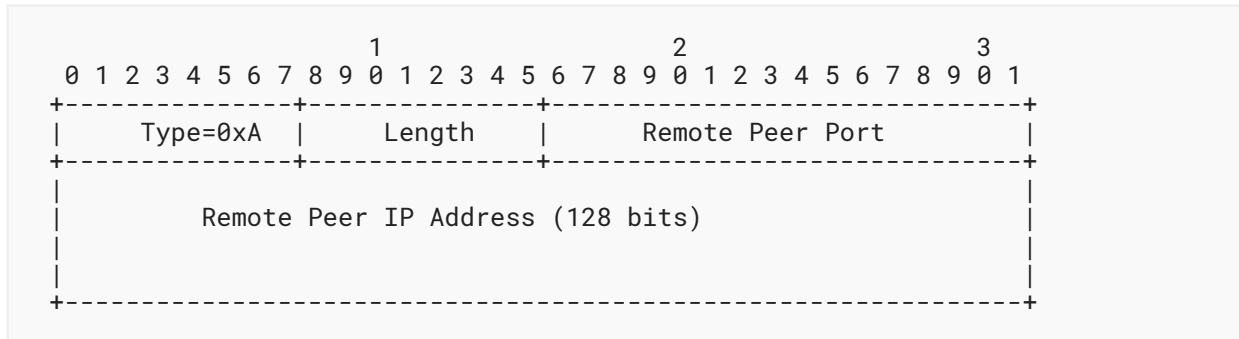 1                   2                   3
 0 1 2 3 4 5 6 7 8 9 0 1 2 3 4 5 6 7 8 9 0 1 2 3 4 5 6 7 8 9 0 1
+---------------+---------------+-------------------------------+
|     Type=0xA  |     Length    |      Remote Peer Port         |
+---------------+---------------+-------------------------------+
|                                                               |
|         Remote Peer IP Address (128 bits)                     |
|                                                               |
|                                                               |
+---------------------------------------------------------------+